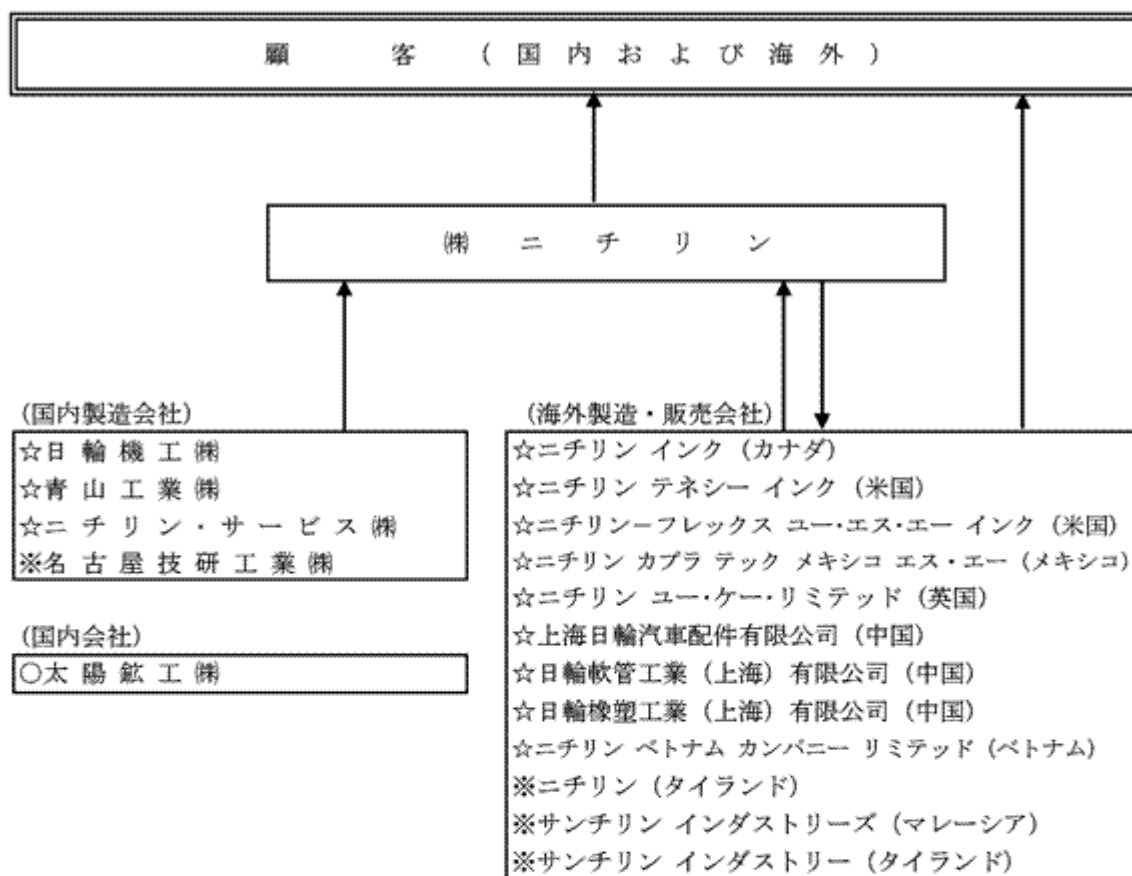 顧客(国内および海外)
㈱ニチリン
(国内製造会社)
☆日輪機工㈱
☆青山工業㈱
☆ニチリン・サービス㈱
※名古屋技研工業㈱
(国内会社)
○太陽鉱工㈱
(海外製造・販売会社)
☆ニチリン インク (カナダ)
☆ニチリン テネシー インク (米国)
☆ニチリン－フレックス ユー・エス・エー インク (米国)
☆ニチリン カプラ テック メキシコ エス・エー (メキシコ)
☆ニチリン ユー・ケー・リミテッド (英国)
☆上海日輪汽車配件有限公司 (中国)
☆日輪軟管工業 (上海) 有限公司 (中国)
☆日輪橡塑工業 (上海) 有限公司 (中国)
☆ニチリン ベトナム カンパニー リミテッド (ベトナム)
※ニチリン (タイランド)
※サンチリン インダストリーズ (マレーシア)
※サンチリン インダストリー (タイランド)